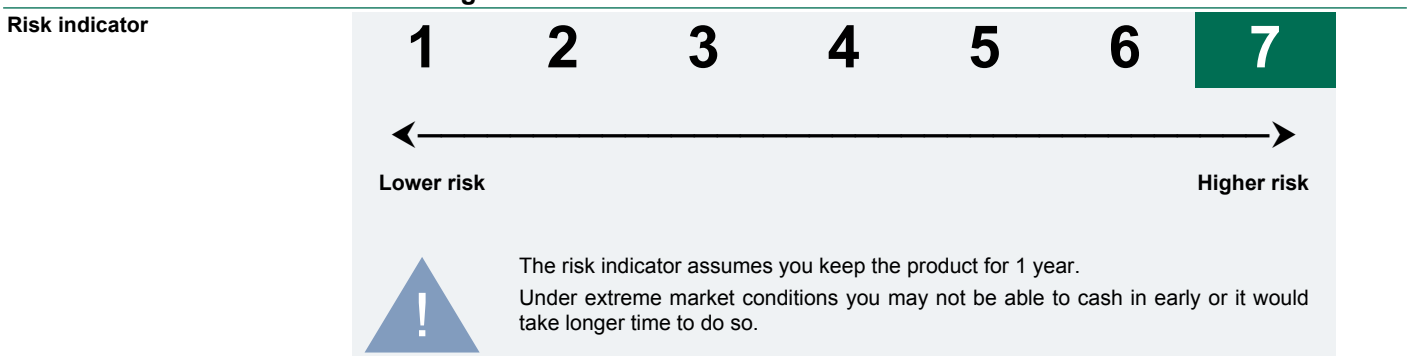 Risk indicator
1 2 3 4 5 6 7
Lower risk Higher risk
! The risk indicator assumes you keep the product for 1 year.
Under extreme market conditions you may not be able to cash in early or it would
take longer time to do so.